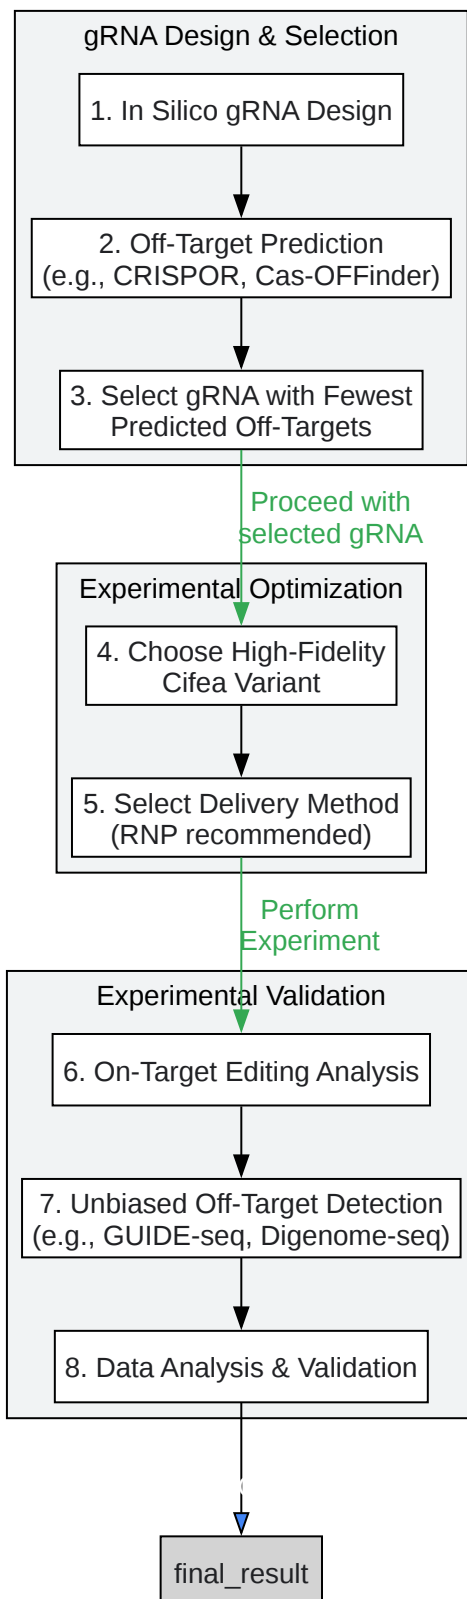 gRNA Design & Selection
1. In Silico gRNA Design
2. Off-Target Prediction
(e.g., CRISPOR, Cas-OFFinder)
3. Select gRNA with Fewest
Predicted Off-Targets
Proceed with
selected gRNA
Experimental Optimization
4. Choose High-Fidelity
Cifea Variant
5. Select Delivery Method
(RNP recommended)
Perform
Experiment
Experimental Validation
6. On-Target Editing Analysis
7. Unbiased Off-Target Detection
(e.g., GUIDE-seq, Digenome-seq)
8. Data Analysis & Validation
final_result